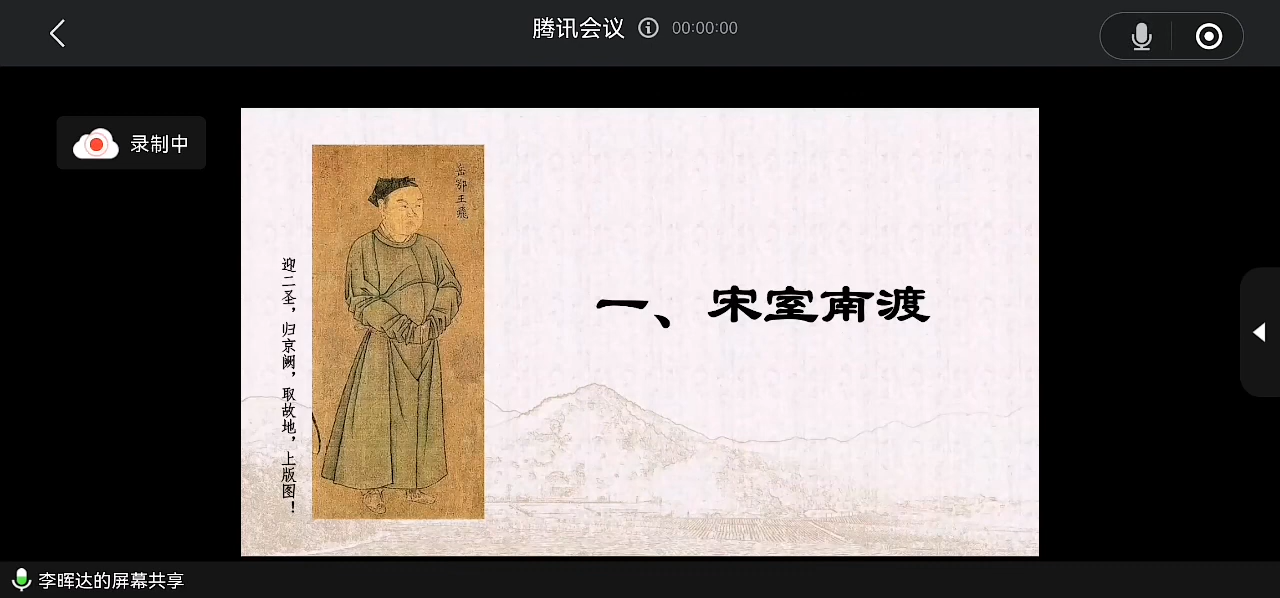 腾讯会议
00:00:00
录制中
岳鄂王飛
迎二圣，归京阙，取故地，上版图！
一、宋室南渡
李晖达的屏幕共享